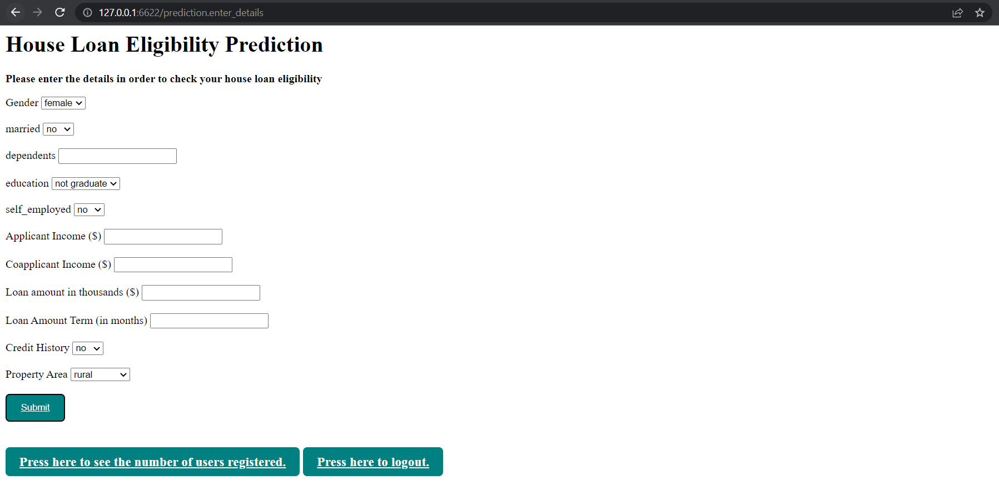 127.0.0.1:6622/prediction.enter_details
House Loan Eligibility Prediction
Please enter the details in order to check your house loan eligibility
Gender female
married no
dependents
education not graduate
self_employed no
Applicant Income ($)
Coapplicant Income ($)
Loan amount in thousands ($)
Loan Amount Term (in months)
Credit History no
Property Area rural
Submit
Press here to see the number of users registered. Press here to logout.